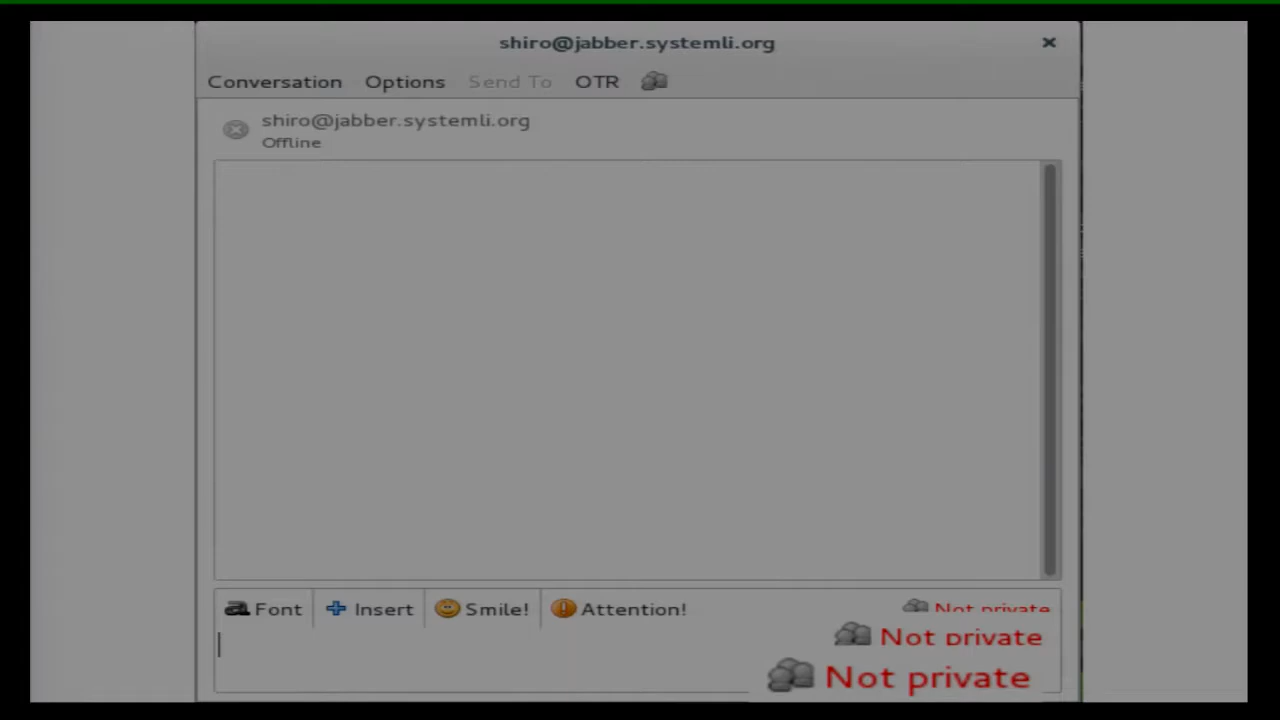 shiro@jabber.systemli.org
Conversation Options Send To OTR
shiro@jabber.systemli.org
Offline
Font Insert Smile! Attention! Not private
Not private
Not private